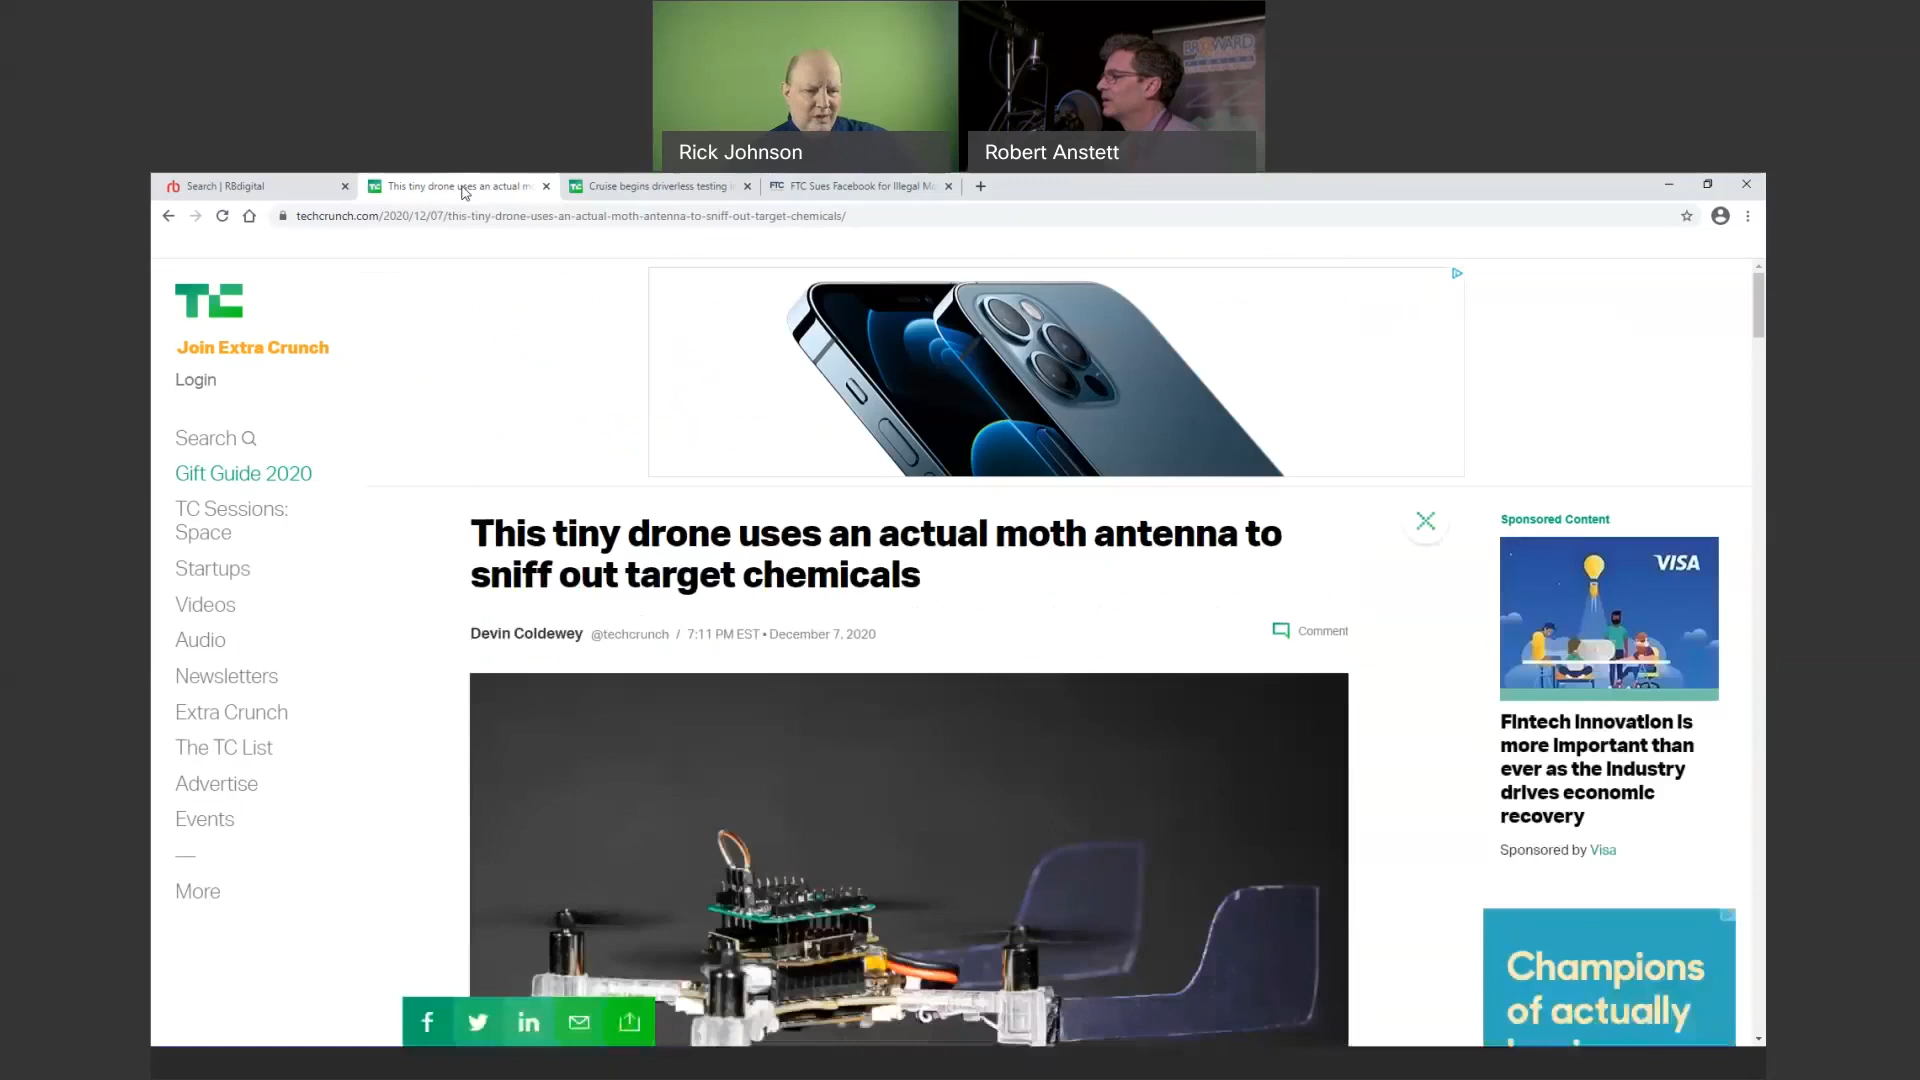 BROWARD
Rick Johnson
Robert Anstett
Search | RBdigital
This tiny drone uses an actual m
Cruise begins driverless testing i
FTC
FTC Sues Facebook for Illegal M
techcrunch.com/2020/12/07/this-tiny-drone-uses-an-actual-moth-antenna-to-sniff-out-target-chemicals/
TC
Join Extra Crunch
Login
Search
Gift Guide 2020
TC Sessions:
Space
Startups
Videos
Audio
Newsletters
Extra Crunch
The TC List
Advertise
Events
More
This tiny drone uses an actual moth antenna to
sniff out target chemicals
Devin Coldewey @techcrunch / 7:11 PM EST • December 7, 2020
Comment
Sponsored Content
VISA
Fintech innovation is
more important than
ever as the industry
drives economic
recovery
Sponsored by Visa
Champions
of actually